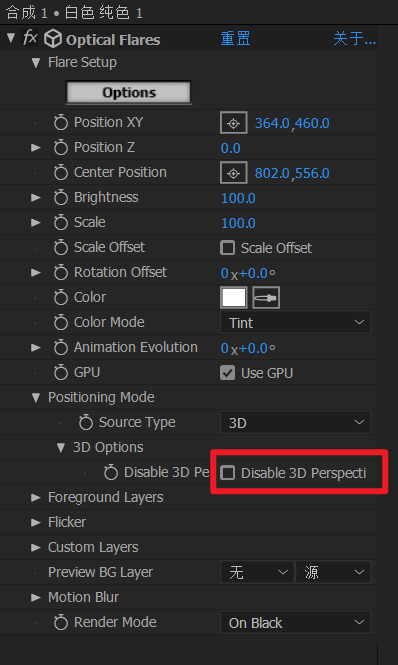 合成 1 • 白色 纯色 1
fx Optical Flares 重置 关于...
Flare Setup
Options
Position XY 364.0,460.0
Position Z 0.0
Center Position 802.0,556.0
Brightness 100.0
Scale 100.0
Scale Offset Scale Offset
Rotation Offset 0x+0.0°
Color
Color Mode Tint
Animation Evolution 0x+0.0°
GPU Use GPU
Positioning Mode
Source Type 3D
3D Options
Disable 3D Pe Disable 3D Perspecti
Foreground Layers
Flicker
Custom Layers
Preview BG Layer 无 源
Motion Blur
Render Mode On Black